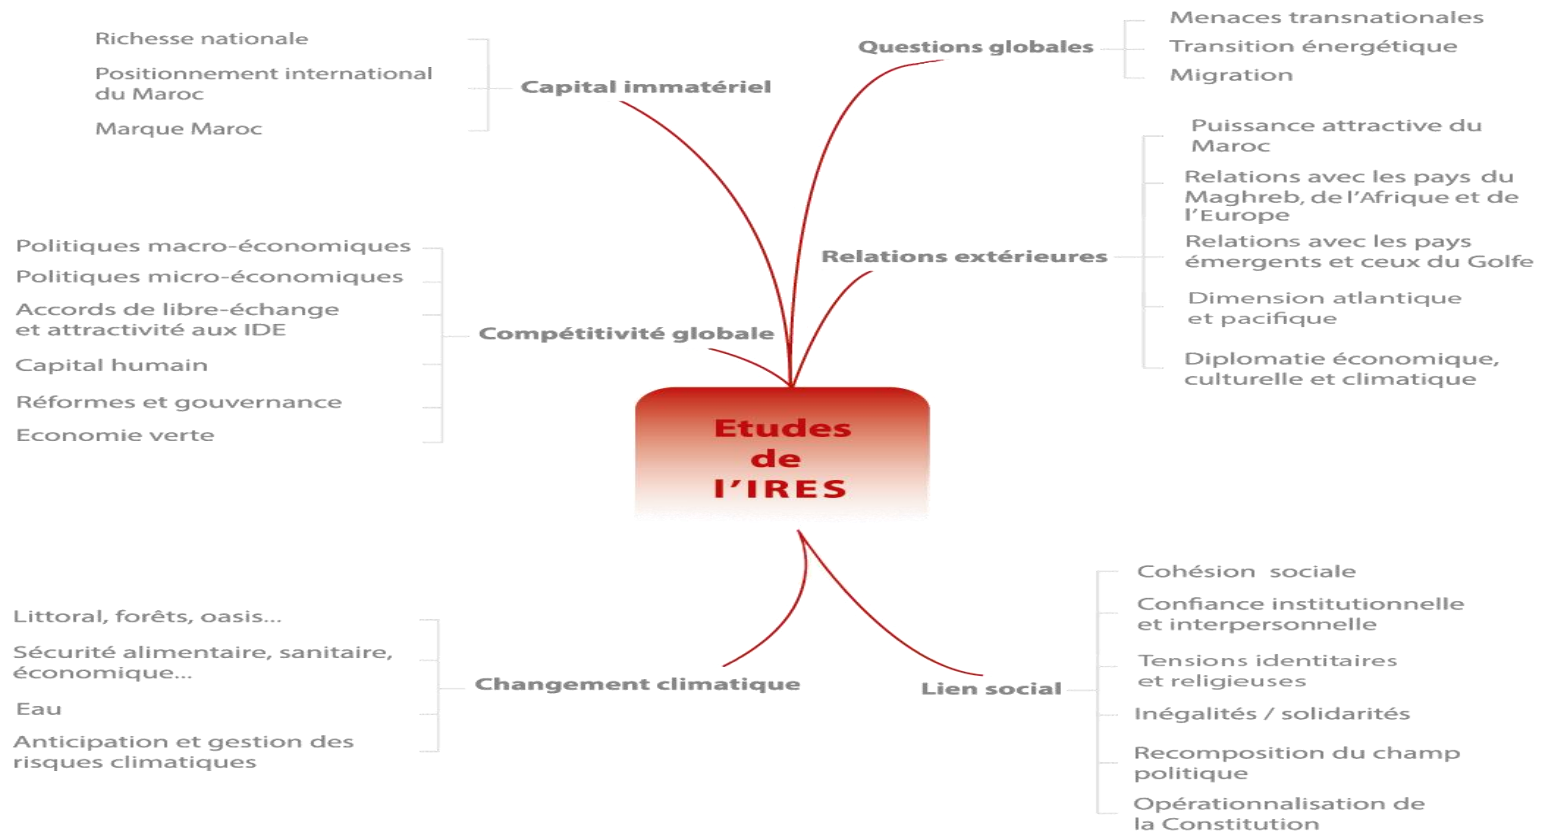 Richesse nationale
Positionnement international
du Maroc
Marque Maroc
Capital immatériel
Questions globales
Menaces transnationales
Transition énergétique
Migration
Relations extérieures
Puissance attractive du
Maroc
Relations avec les pays du
Maghreb, de l'Afrique et de
l'Europe
Relations avec les pays
émergents et ceux du Golfe
Dimension atlantique
et pacifique
Diplomatie économique,
culturelle et climatique
Politiques macro-économiques
Politiques micro-économiques
Accords de libre-échange
et attractivité aux IDE
Capital humain
Réformes et gouvernance
Economie verte
Compétitivité globale
Etudes
de
l'IRES
Littoral, forêts, oasis...
Sécurité alimentaire, sanitaire,
économique...
Eau
Anticipation et gestion des
risques climatiques
Changement climatique
Lien social
Cohésion sociale
Confiance institutionnelle
et interpersonnelle
Tensions identitaires
et religieuses
Inégalités / solidarités
Recomposition du champ
politique
Opérationnalisation de
la Constitution